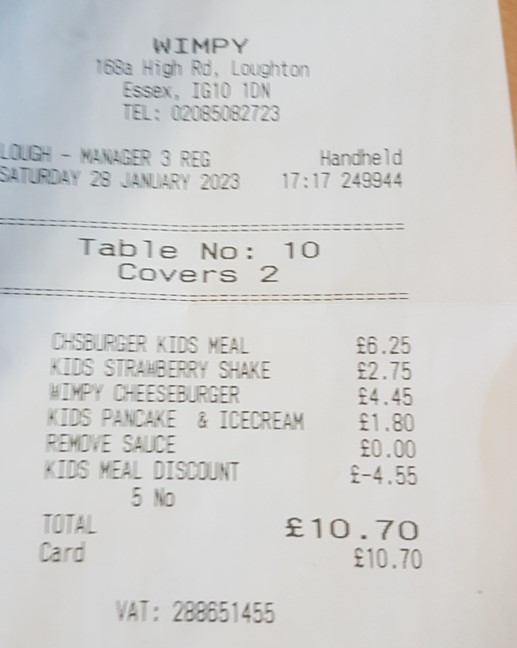 WIMPY
168a High Rd, Loughton
Essex, IG10 1DN
TEL: 02085082723
LOUGH - MANAGER 3 REG Handheld
SATURDAY 28 JANUARY 2023 17:17 249944
Table No: 10
Covers 2
CHSBURGER KIDS MEAL £6.25
KIDS STRAWBERRY SHAKE £2.75
WIMPY CHEESEBURGER £4.45
KIDS PANCAKE & ICECREAM £1.80
REMOVE SAUCE £0.00
KIDS MEAL DISCOUNT £-4.55
5 No
TOTAL £10.70
Card £10.70
VAT: 288651455